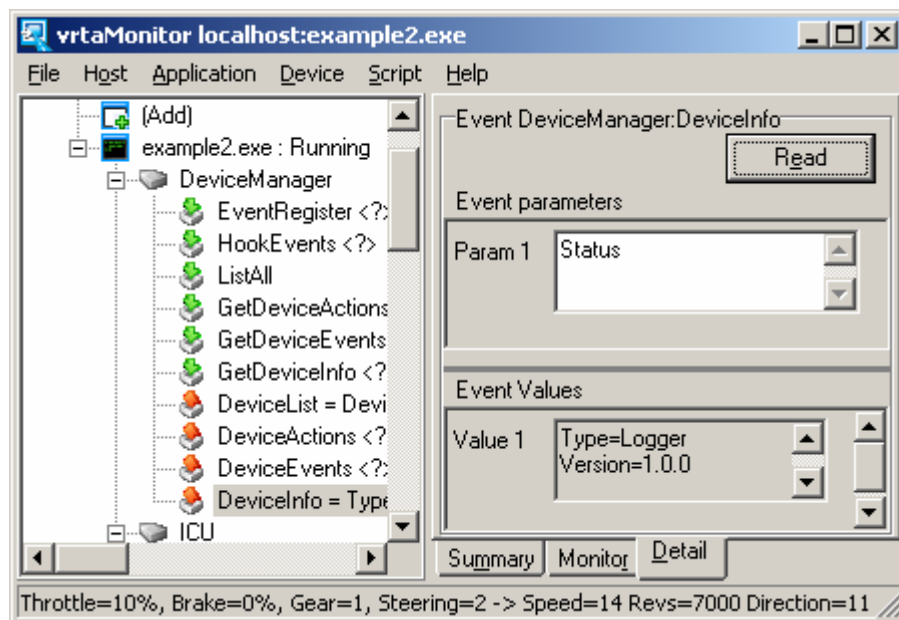 vrtaMonitor localhost:example2.exe
File Host Application Device Script Help
(Add)
example2.exe : Running
DeviceManager
EventRegister <?>
HookEvents <?>
ListAll
GetDeviceActions
GetDeviceEvents
GetDeviceInfo <?
DeviceList = Devi
DeviceActions <?
DeviceEvents <?>
DeviceInfo = Type
ICU
Event DeviceManager:DeviceInfo
Read
Event parameters
Param 1
Status
Event Values
Value 1
Type=Logger
Version=1.0.0
Summary Monitor Detail
Throttle=10%, Brake=0%, Gear=1, Steering=2 -> Speed=14 Revs=7000 Direction=11